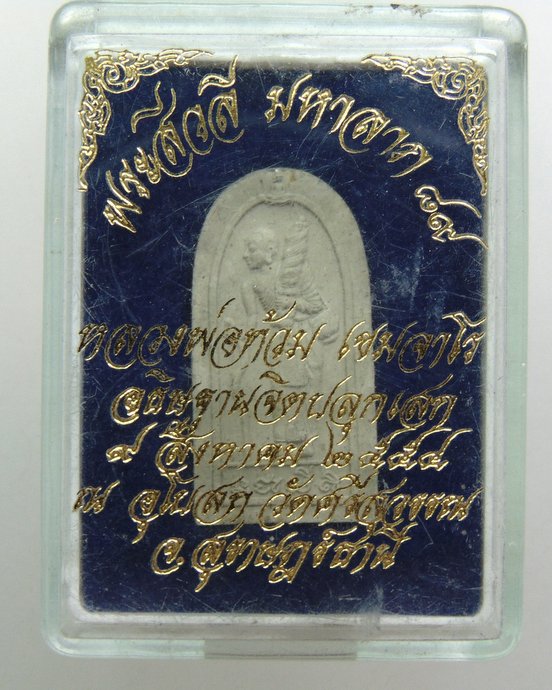 พระสีวลี มหาลาภ ๘๙
หลวงพ่อท้วม เขมจาโร
อธิษฐานจิตปลุกเสก
๙ สิงหาคม ๒๕๕๔
ณ อุโบสถ วัดศรีสุวรรณ
จ.สุราษฎร์ธานี